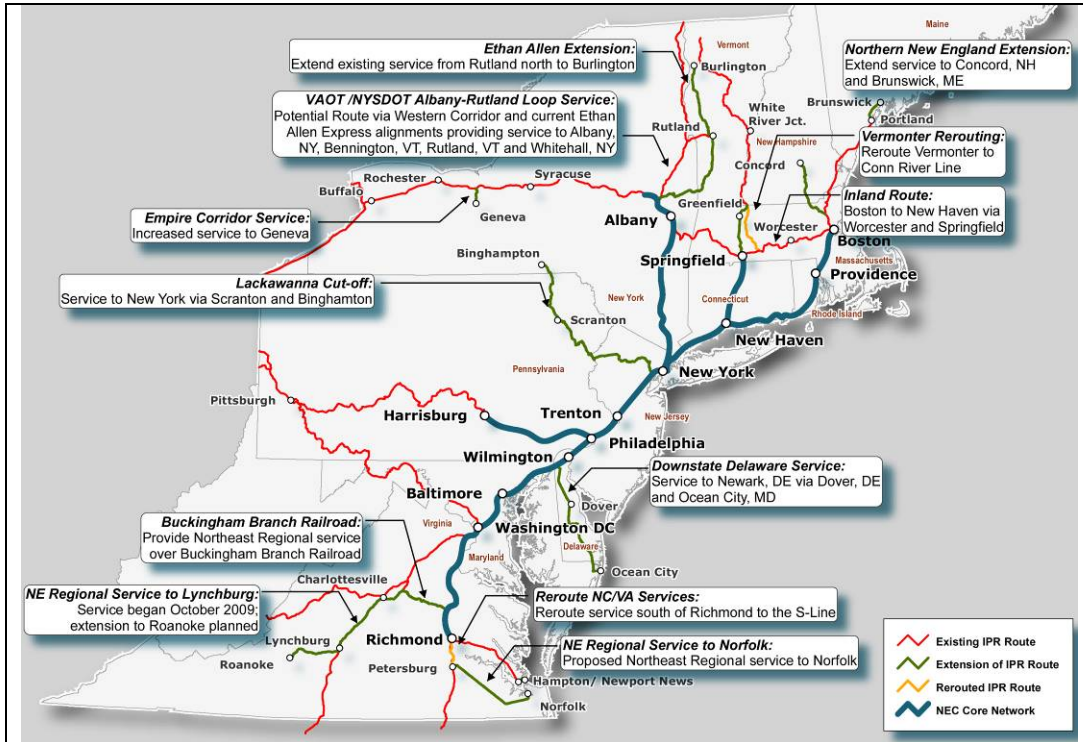 Maine
Ethan Allen Extension:
Extend existing service from Rutland north to Burlington
Vermont
Burlington
Northern New England Extension:
Extend service to Concord, NH
and Brunswick, ME
VAOT /NYSDOT Albany-Rutland Loop Service:
Potential Route via Western Corridor and current Ethan
Allen Express alignments providing service to Albany,
NY, Bennington, VT, Rutland, VT and Whitehall, NY
White
River Jct.
Brunswick
Portland
Rutland
New Hampshire
Concord
Vermonter Rerouting:
Reroute Vermonter to
Conn River Line
Rochester
Syracuse
Buffalo
Geneva
Albany
Greenfield
Worcester
Inland Route:
Boston to New Haven via
Worcester and Springfield
Empire Corridor Service:
Increased service to Geneva
Boston
Binghampton
Springfield
Massachusetts
Providence
Lackawanna Cut-off:
Service to New York via Scranton and Binghamton
New York
Connecticut
Rhode Island
Scranton
New Haven
Pennsylvania
New York
Pittsburgh
Harrisburg
Trenton
New Jersey
Philadelphia
Wilmington
Downstate Delaware Service:
Service to Newark, DE via Dover, DE
and Ocean City, MD
Baltimore
Dover
Buckingham Branch Railroad:
Provide Northeast Regional service
over Buckingham Branch Railroad
Virginia
Washington DC
Maryland
Delaware
Ocean City
Charlottesville
NE Regional Service to Lynchburg:
Service began October 2009;
extension to Roanoke planned
Reroute NC/VA Services:
Reroute service south of Richmond to the S-Line
Lynchburg
Richmond
Roanoke
Petersburg
NE Regional Service to Norfolk:
Proposed Northeast Regional service to Norfolk
Hampton/ Newport News
Norfolk
Existing IPR Route
Extension of IPR Route
Rerouted IPR Route
NEC Core Network